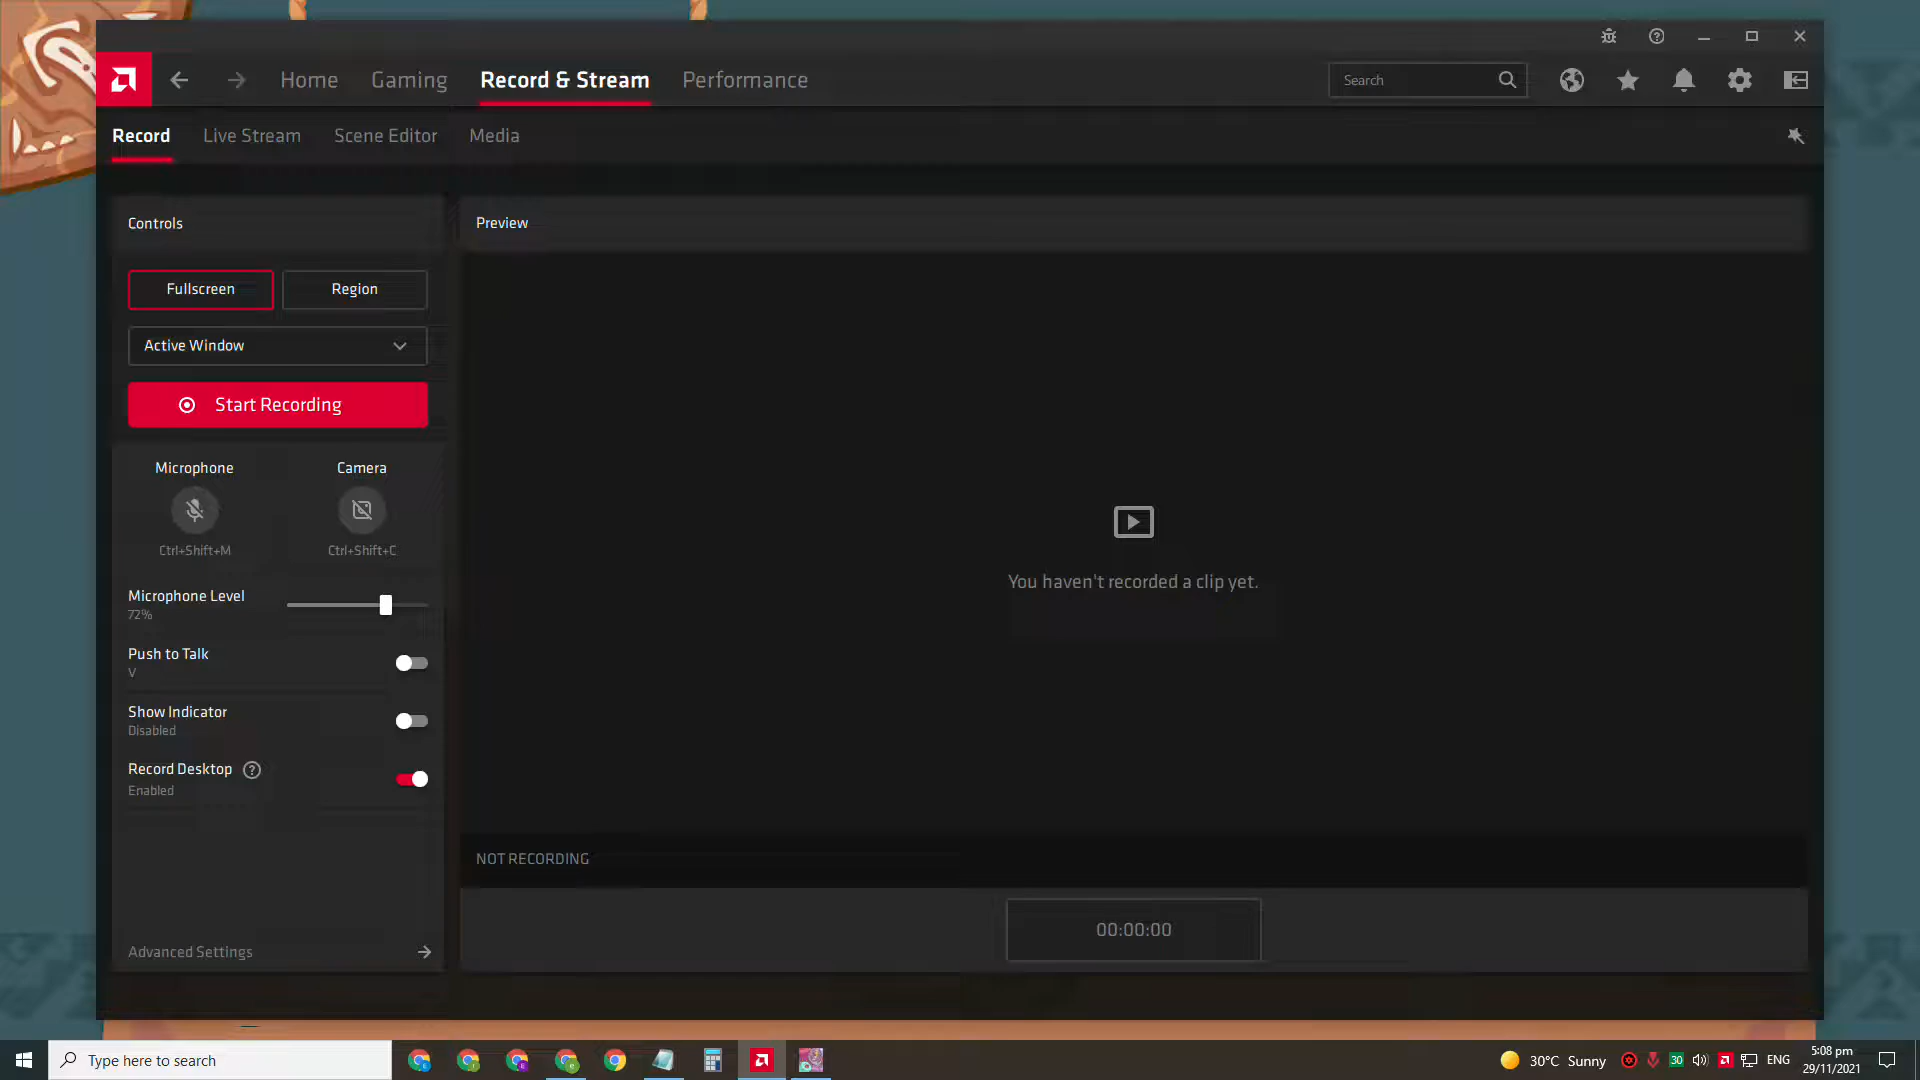 Home Gaming Record & Stream Performance
Search
Record Live Stream Scene Editor Media
Controls
Preview
Fullscreen Region
Active Window
Start Recording
Microphone Camera
Ctrl+Shift+M Ctrl+Shift+C
You haven't recorded a clip yet.
Microphone Level
72%
Push to Talk
V
Show Indicator
Disabled
Record Desktop ?
Enabled
NOT RECORDING
00:00:00
Advanced Settings
Type here to search
30°C Sunny
30
ENG
5:08 pm
29/11/2021